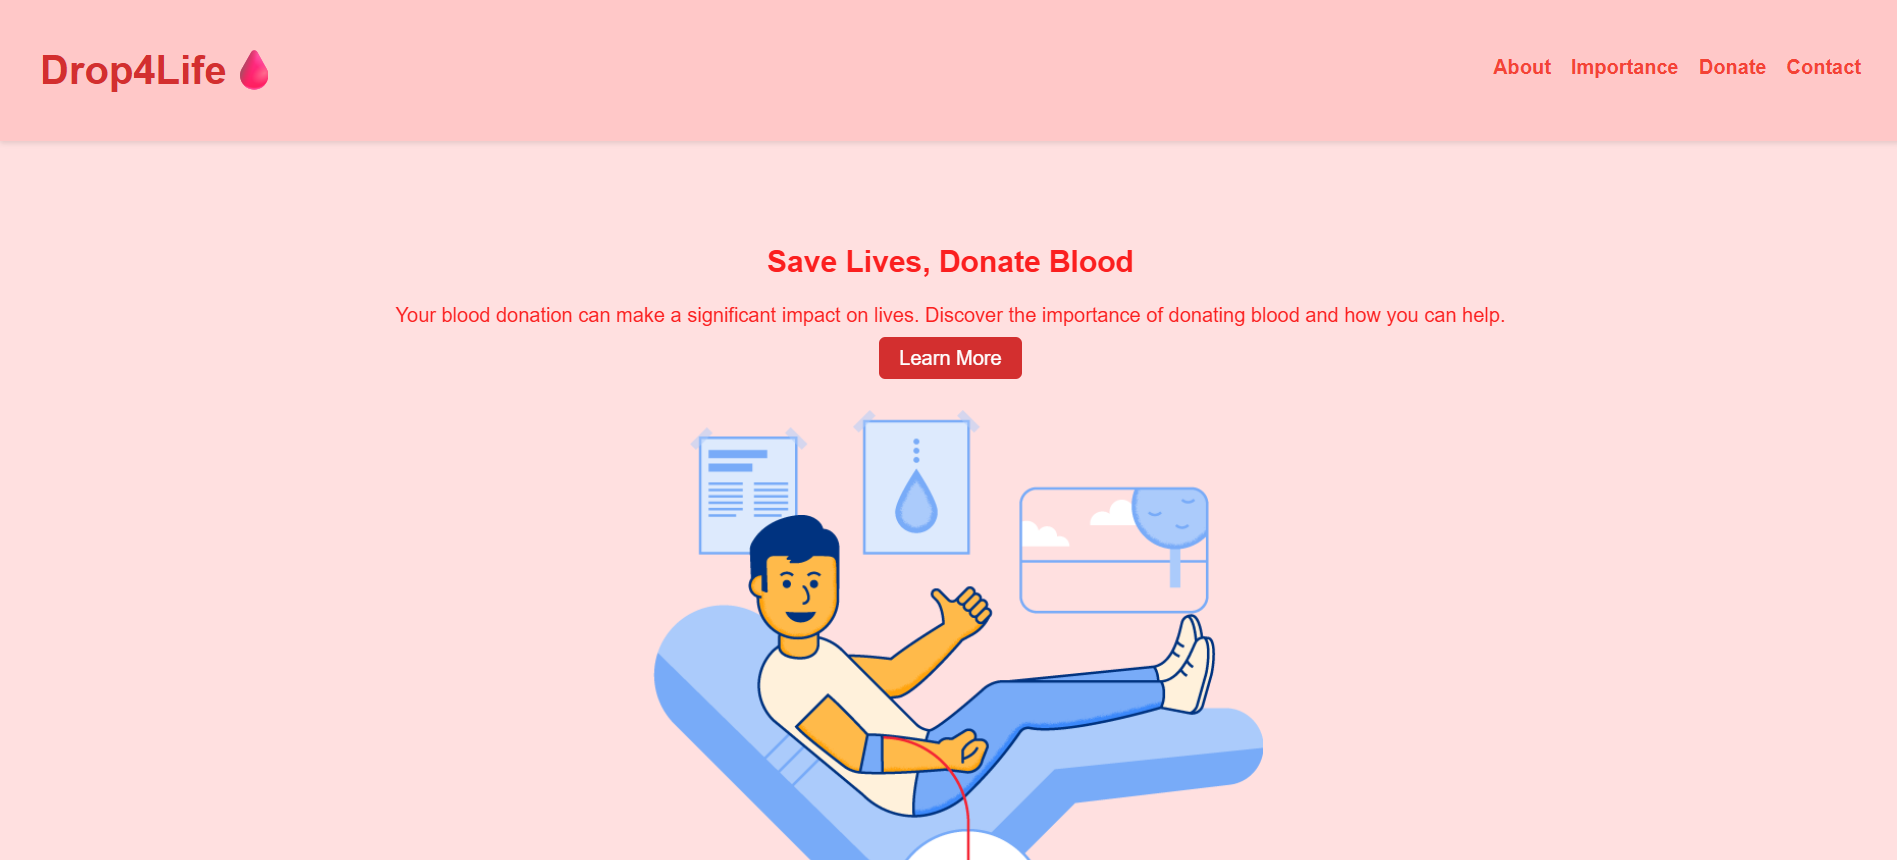 Drop4Life
About Importance Donate Contact
Save Lives, Donate Blood
Your blood donation can make a significant impact on lives. Discover the importance of donating blood and how you can help.
Learn More